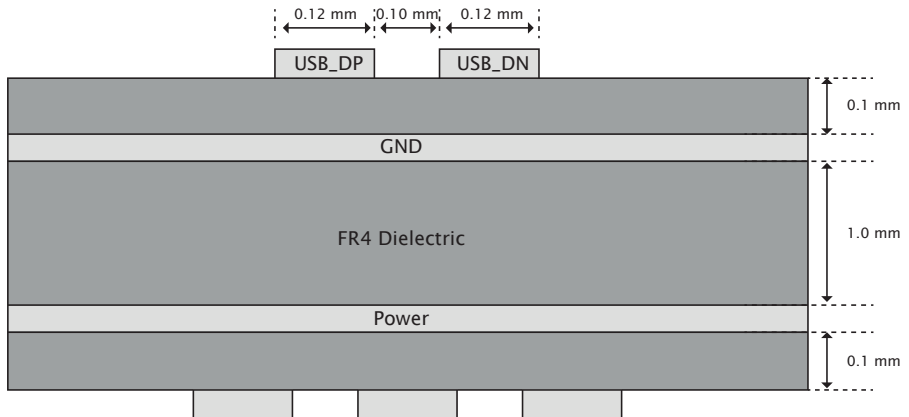 0.12 mm 0.10 mm 0.12 mm
USB_DP USB_DN
0.1 mm
GND
1.0 mm
FR4 Dielectric
Power
0.1 mm